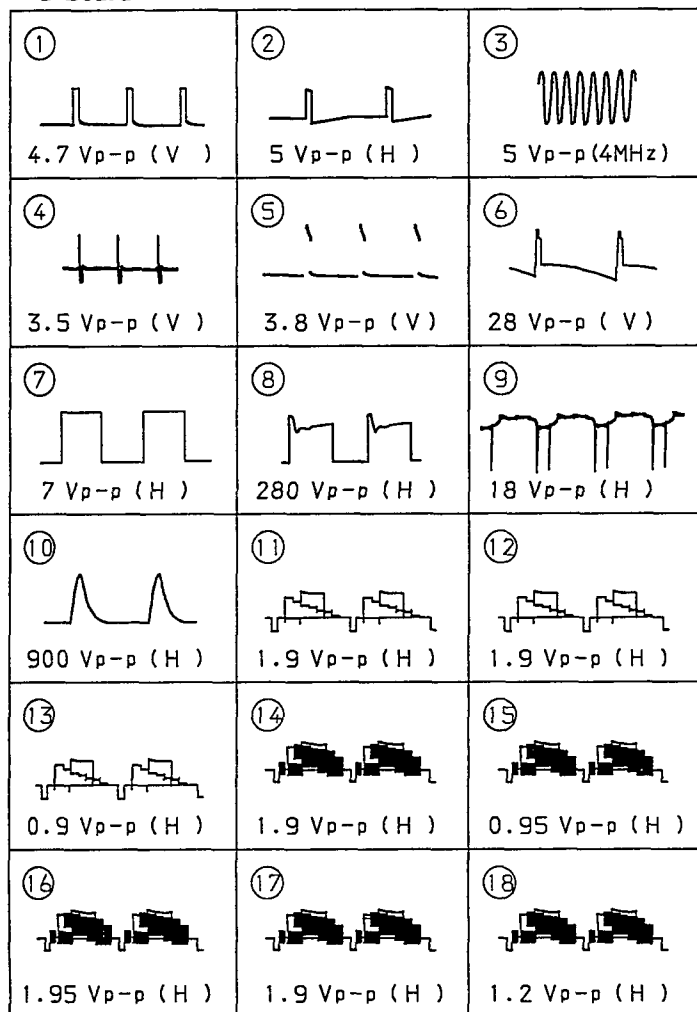 ① ② ③
4.7 Vp-p ( V ) 5 Vp-p ( H ) 5 Vp-p (4MHz)
④ ⑤ ⑥
3.5 Vp-p ( V ) 3.8 Vp-p ( V ) 28 Vp-p ( V )
⑦ ⑧ ⑨
7 Vp-p ( H ) 280 Vp-p ( H ) 18 Vp-p ( H )
⑩ ⑪ ⑫
900 Vp-p ( H ) 1.9 Vp-p ( H ) 1.9 Vp-p ( H )
⑬ ⑭ ⑮
0.9 Vp-p ( H ) 1.9 Vp-p ( H ) 0.95 Vp-p ( H )
⑯ ⑰ ⑱
1.95 Vp-p ( H ) 1.9 Vp-p ( H ) 1.2 Vp-p ( H )